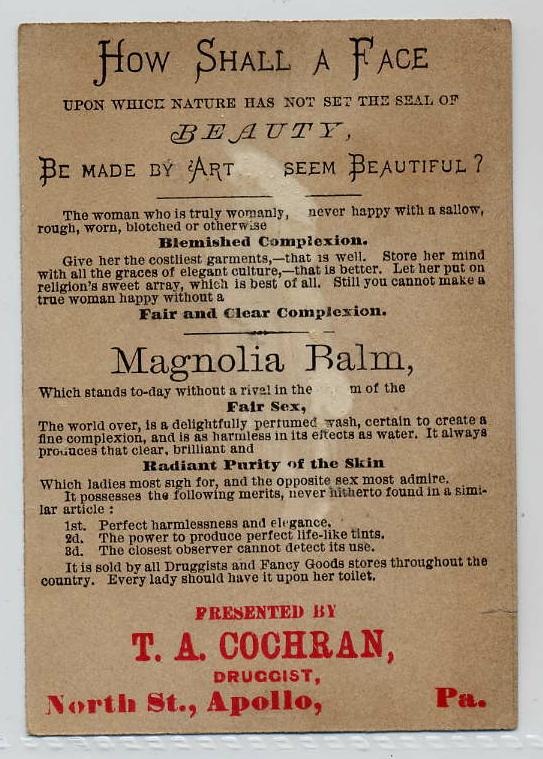 HOW SHALL A FACE
UPON WHICH NATURE HAS NOT SET THE SEAL OF
BEAUTY,
BE MADE BY ART SEEM BEAUTIFUL?
The woman who is truly womanly, never happy with a sallow,
rough, worn, blotched or otherwise
Blemished Complexion.
Give her the costliest garments,—that is well. Store her mind
with all the graces of elegant culture,—that is better. Let her put on
religion's sweet array, which is best of all. Still you cannot make a
true woman happy without a
Fair and Clear Complexion.
Magnolia Balm,
Which stands to-day without a rival in the of the
Fair Sex,
The world over, is a delightfully perfumed wash, certain to create a
fine complexion, and is as harmless in its effects as water. It always
produces that clear, brilliant and
Radiant Purity of the Skin
Which ladies most sigh for, and the opposite sex most admire.
It possesses the following merits, never hitherto found in a simi-
lar article:
1st. Perfect harmlessness and elegance.
2d. The power to produce perfect life-like tints.
3d. The closest observer cannot detect its use.
It is sold by all Druggists and Fancy Goods stores throughout the
country. Every lady should have it upon her toilet.
PRESENTED BY
T. A. COCHRAN,
DRUGGIST,
North St., Apollo, Pa.